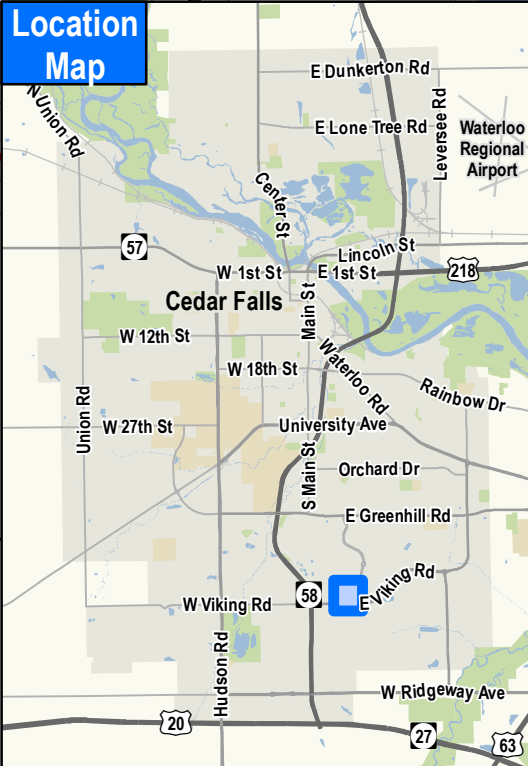 Location
Map
E Dunkerton Rd
N Union Rd
E Lone Tree Rd
Leversee Rd
Waterloo
Regional
Airport
Center St
57
Lincoln St
W 1st St
E 1st St
218
Cedar Falls
Main St
W 12th St
Waterloo Rd
W 18th St
Rainbow Dr
Union Rd
W 27th St
University Ave
S Main St
Orchard Dr
E Greenhill Rd
58
E Viking Rd
W Viking Rd
Hudson Rd
W Ridgeway Ave
20
27
63